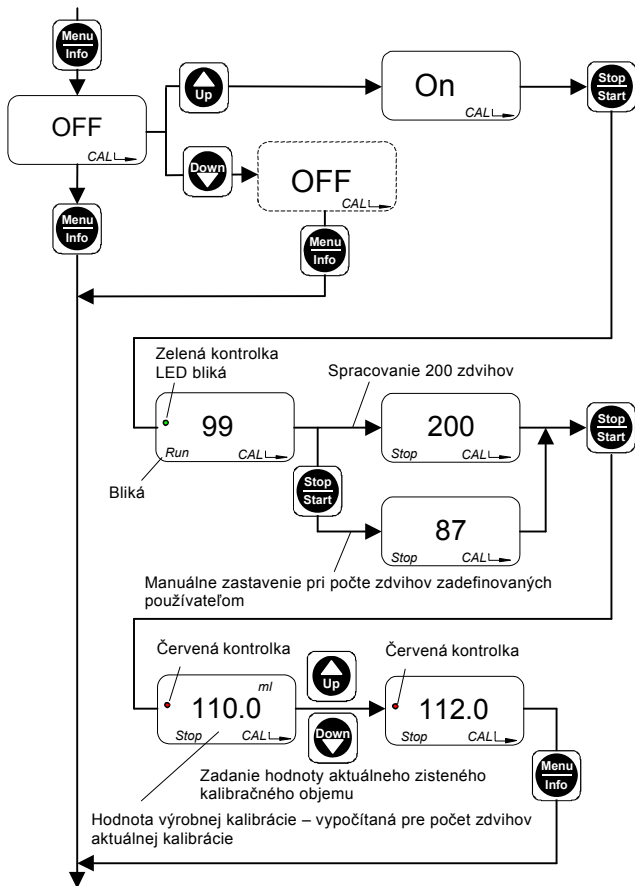 Menu
Info
OFF
CAL
Up
On
CAL
Stop
Start
Down
OFF
CAL
Menu
Info
Menu
Info
Zelená kontrolka
LED bliká
99
Run
CAL
Bliká
Spracovanie 200 zdvihov
200
Stop
CAL
Stop
Start
Stop
Start
87
Stop
CAL
Manuálne zastavenie pri počte zdvihov zadefinovaných
používateľom
Červená kontrolka
ml
110.0
Stop
CAL
Up
Down
Červená kontrolka
112.0
Stop
CAL
Menu
Info
Zadanie hodnoty aktuálneho zisteného
kalibračného objemu
Hodnota výrobnej kalibrácie – vypočítaná pre počet zdvihov
aktuálnej kalibrácie